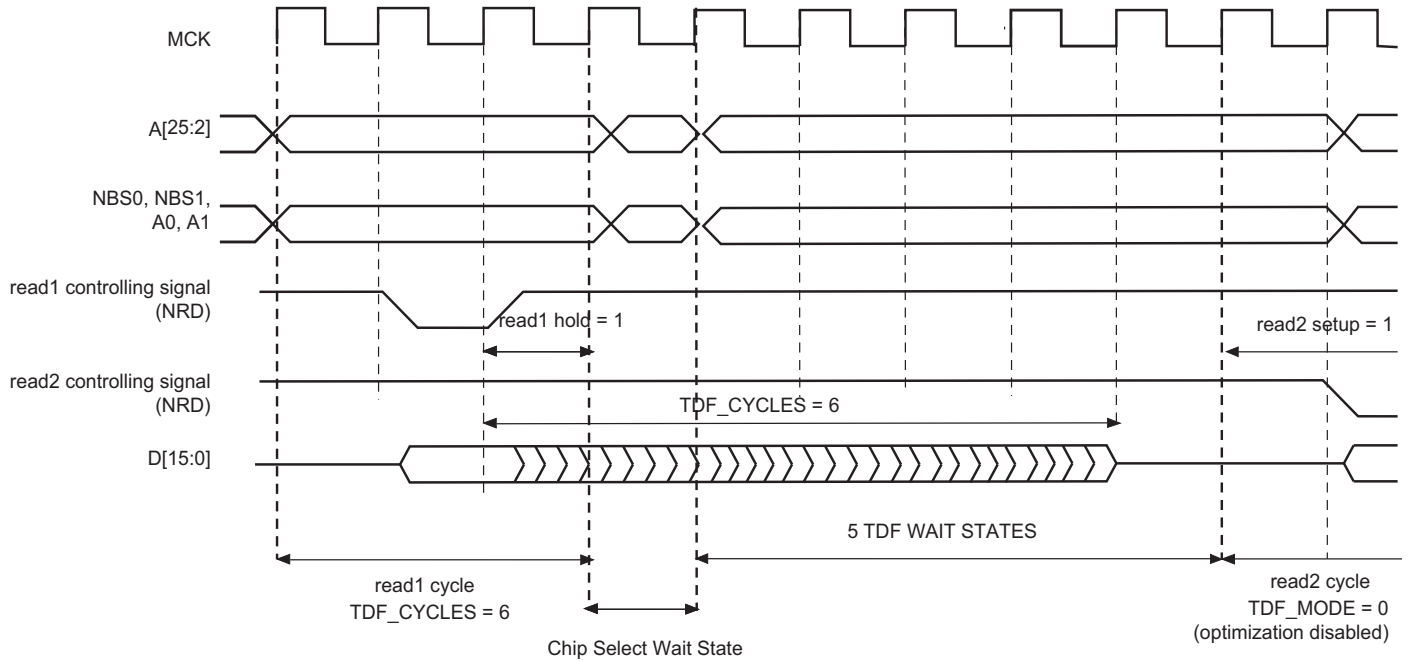 MCK
A[25:2]
NBS0, NBS1,
A0, A1
read1 controlling signal
(NRD)
read1 hold = 1
read2 setup = 1
read2 controlling signal
(NRD)
TDF_CYCLES = 6
D[15:0]
5 TDF WAIT STATES
read1 cycle
TDF_CYCLES = 6
Chip Select Wait State
read2 cycle
TDF_MODE = 0
(optimization disabled)